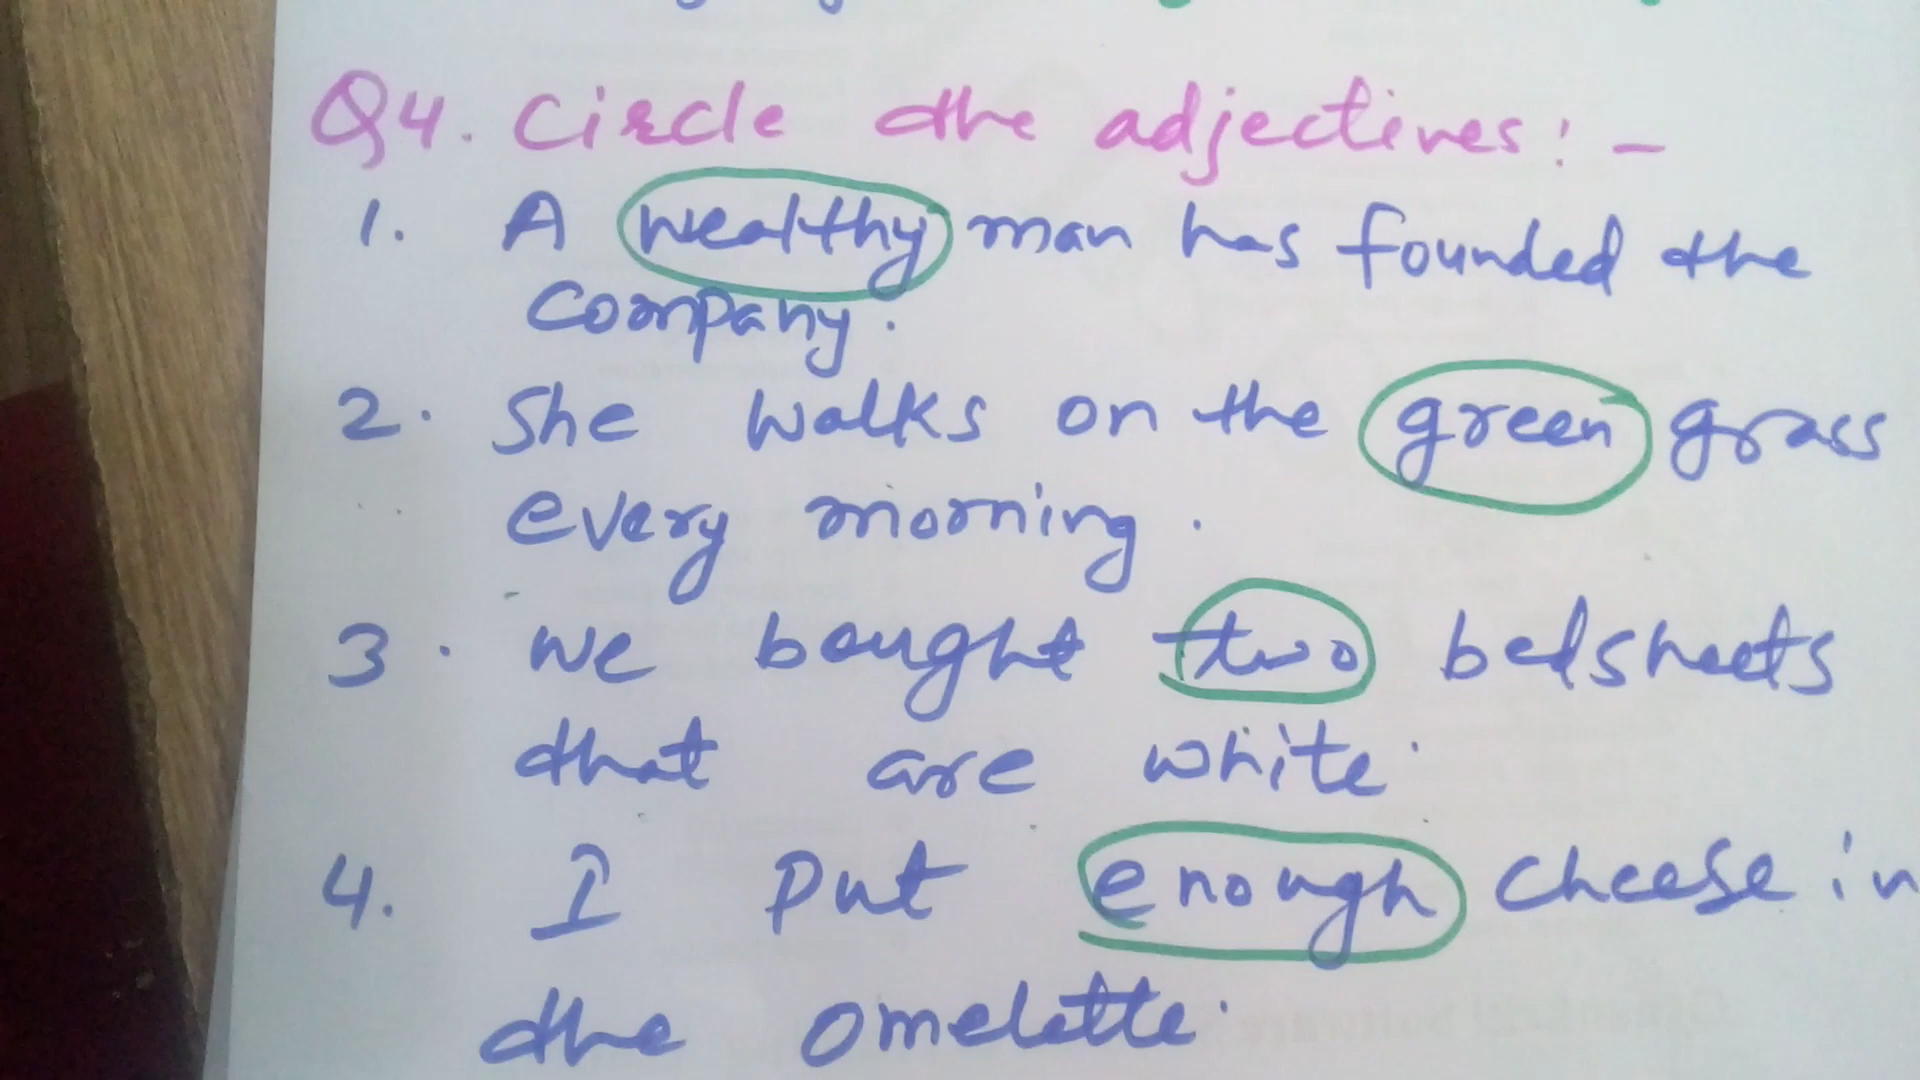 Q4. Circle the adjectives: -
1. A wealthy man has founded the
Company.
2. She walks on the green grass
every morning.
3. we bought two bedsheets
that are white.
4. I put enough cheese in
the omelette.